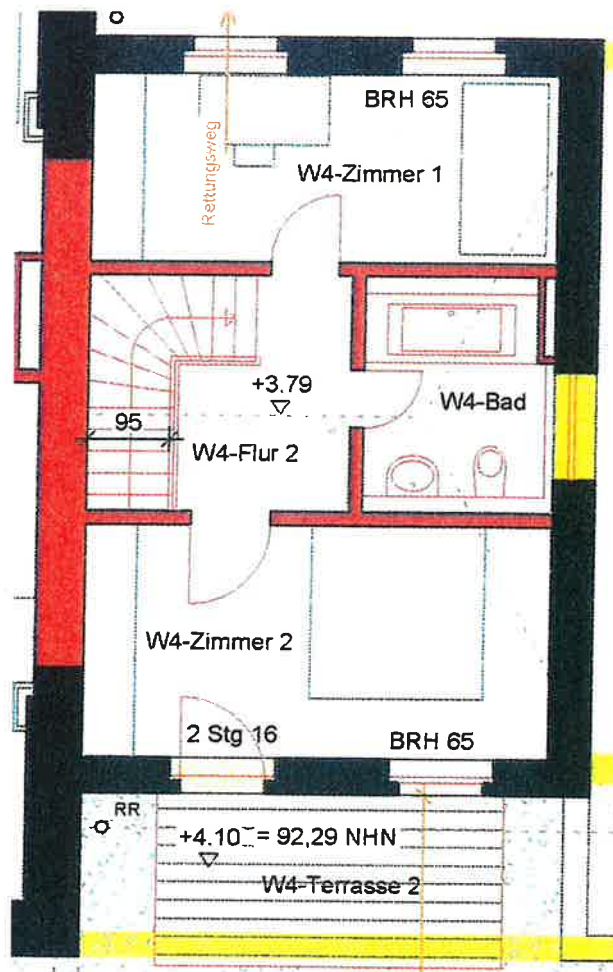 BRH 65
Rettungsweg
W4-Zimmer 1
+3.79
95
W4-Bad
W4-Flur 2
W4-Zimmer 2
2 Stg 16
BRH 65
RR
+4.10 = 92,29 NHN
W4-Terrasse 2